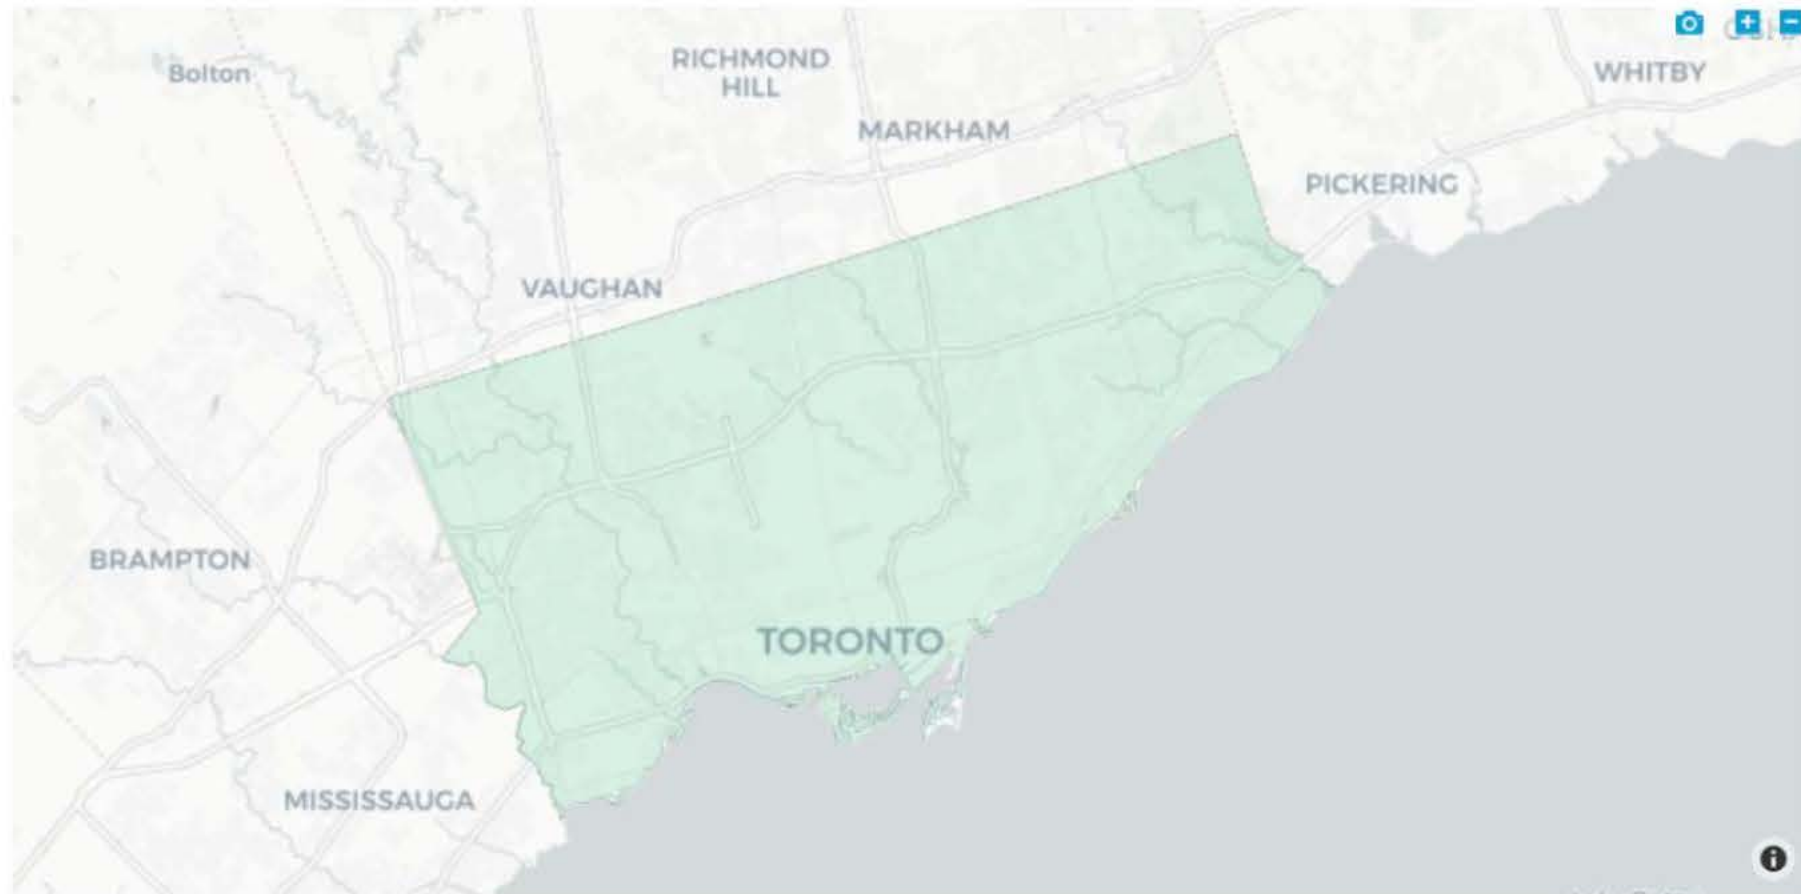 Bolton
RICHMOND
HILL
WHITBY
MARKHAM
PICKERING
VAUGHAN
BRAMPTON
TORONTO
MISSISSAUGA